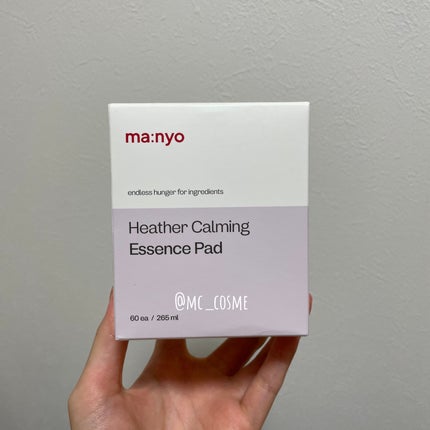 ma:nyo
endless hunger for ingredients
Heather Calming
Essence Pad
@MC_COSME
60 ea / 265 ml